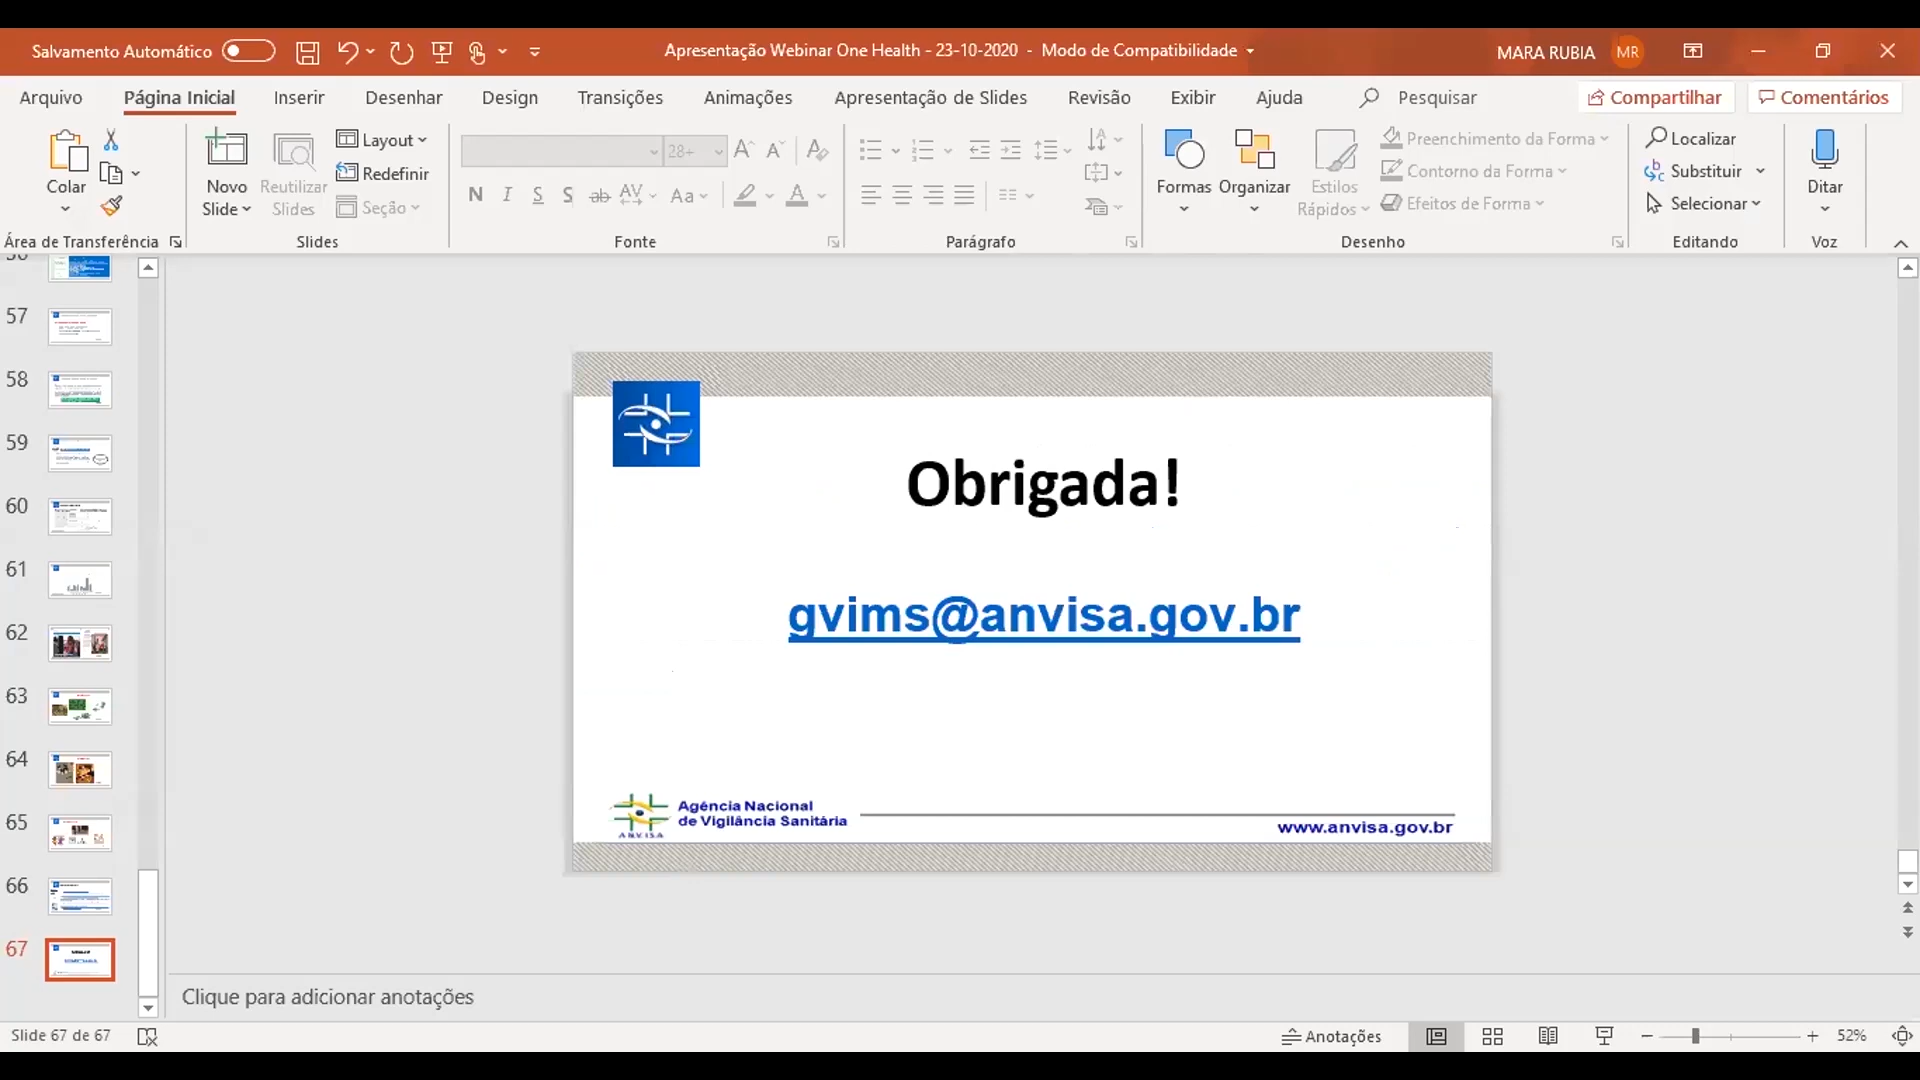 Salvamento Automático
Apresentação Webinar One Health - 23-10-2020 - Modo de Compatibilidade
MARA RUBIA MR
Arquivo Página Inicial Inserir Desenhar Design Transições Animações Apresentação de Slides Revisão Exibir Ajuda Pesquisar Compartilhar Comentários
Colar
Área de Transferência
Novo Slide
Reutilizar Slides
Layout
Redefinir
Seção
Slides
28+
N I S S ab AV Aa A
Fonte
Parágrafo
Formas
Organizar
Estilos Rápidos
Preenchimento da Forma
Contorno da Forma
Efeitos de Forma
Desenho
Localizar
Substituir
Selecionar
Editando
Ditar
Voz
57
58
59
60
61
62
63
64
65
66
67
Obrigada!
gvims@anvisa.gov.br
ANVISA
Agência Nacional
de Vigilância Sanitária
www.anvisa.gov.br
Clique para adicionar anotações
Slide 67 de 67
Anotações
52%